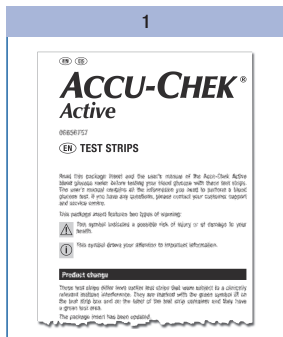 1
EN ES
ACCU-CHEK®
Active
06656757
EN TEST STRIPS
Read this package insert and the user's manual of the Accu-Chek Active
blood glucose meter before testing your blood glucose with these test strips.
The user's manual contains all the information you need to perform a blood
glucose test. If you have any questions, please contact your customer support
and service centre.
This package insert features two types of warning:
This symbol indicates a possible risk of injury or of damage to your
health.
This symbol draws your attention to important information.
Product change
These test strips differ from earlier test strips that were subject to a clinically
relevant maltose interference. They are marked with the green symbol on
the test strip box and on the label of the test strip container and they have
a green test area.
The package insert has been updated.